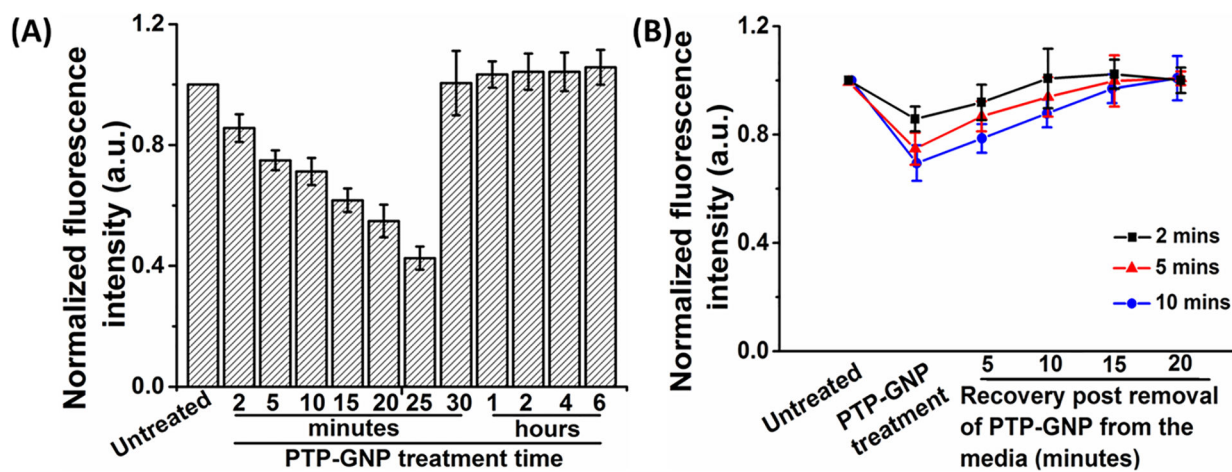 (A)
Normalized fluorescence
intensity (a.u.)
1.2
0.8
0.4
0.0
Untreated
2 5 10 15 20 25 30 1 2 4 6
minutes hours
PTP-GNP treatment time
(B)
Normalized fluorescence
intensity (a.u.)
1.2
0.8
0.4
0.0
2 mins
5 mins
10 mins
Untreated
PTP-GNP
treatment
5 10 15 20
Recovery post removal
of PTP-GNP from the
media (minutes)